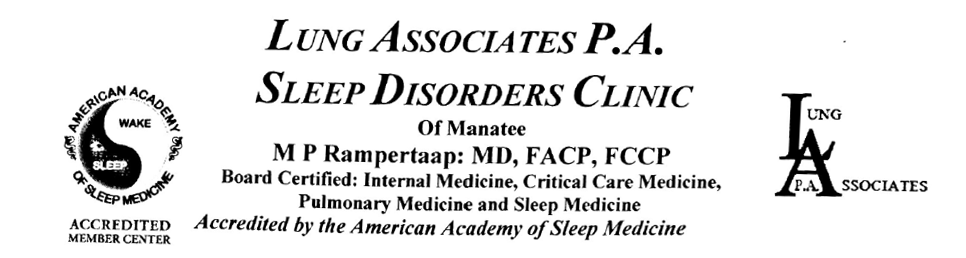 LUNG ASSOCIATES P.A.
SLEEP DISORDERS CLINIC
Of Manatee
M P Rampertaap: MD, FACP, FCCP
Board Certified: Internal Medicine, Critical Care Medicine,
Pulmonary Medicine and Sleep Medicine
Accredited by the American Academy of Sleep Medicine
AMERICAN ACADEMY
OF SLEEP MEDICINE
WAKE
SLEEP
ACCREDITED
MEMBER CENTER
LUNG
P.A. ASSOCIATES